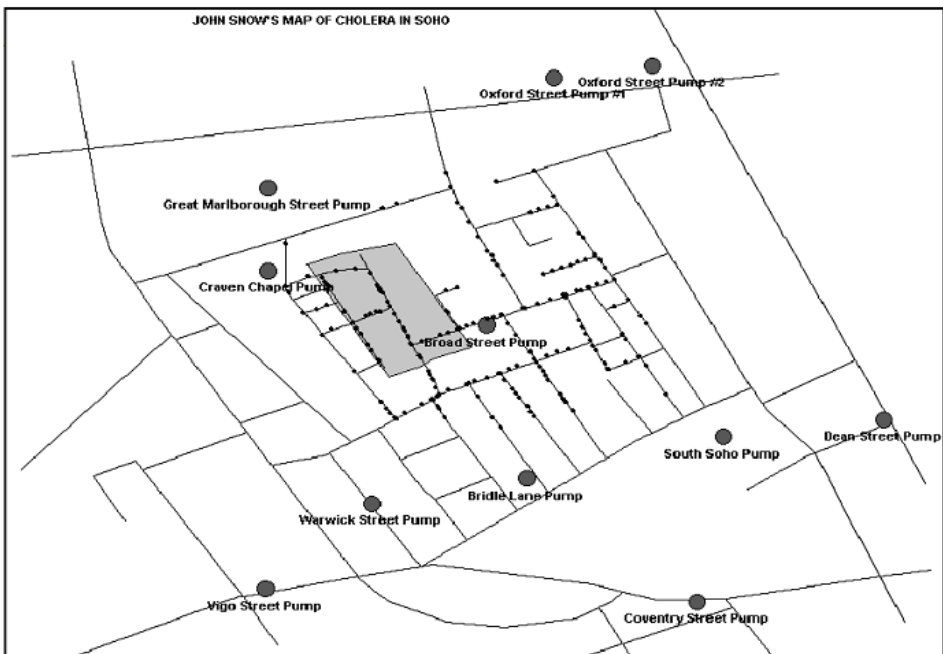 JOHN SNOW'S MAP OF CHOLERA IN SOHO
Oxford Street Pump #2
Oxford Street Pump #1
Great Marlborough Street Pump
Craven Chapel Pump
Broad Street Pump
Dean Street Pump
South Soho Pump
Bridle Lane Pump
Warwick Street Pump
Vigo Street Pump
Coventry Street Pump